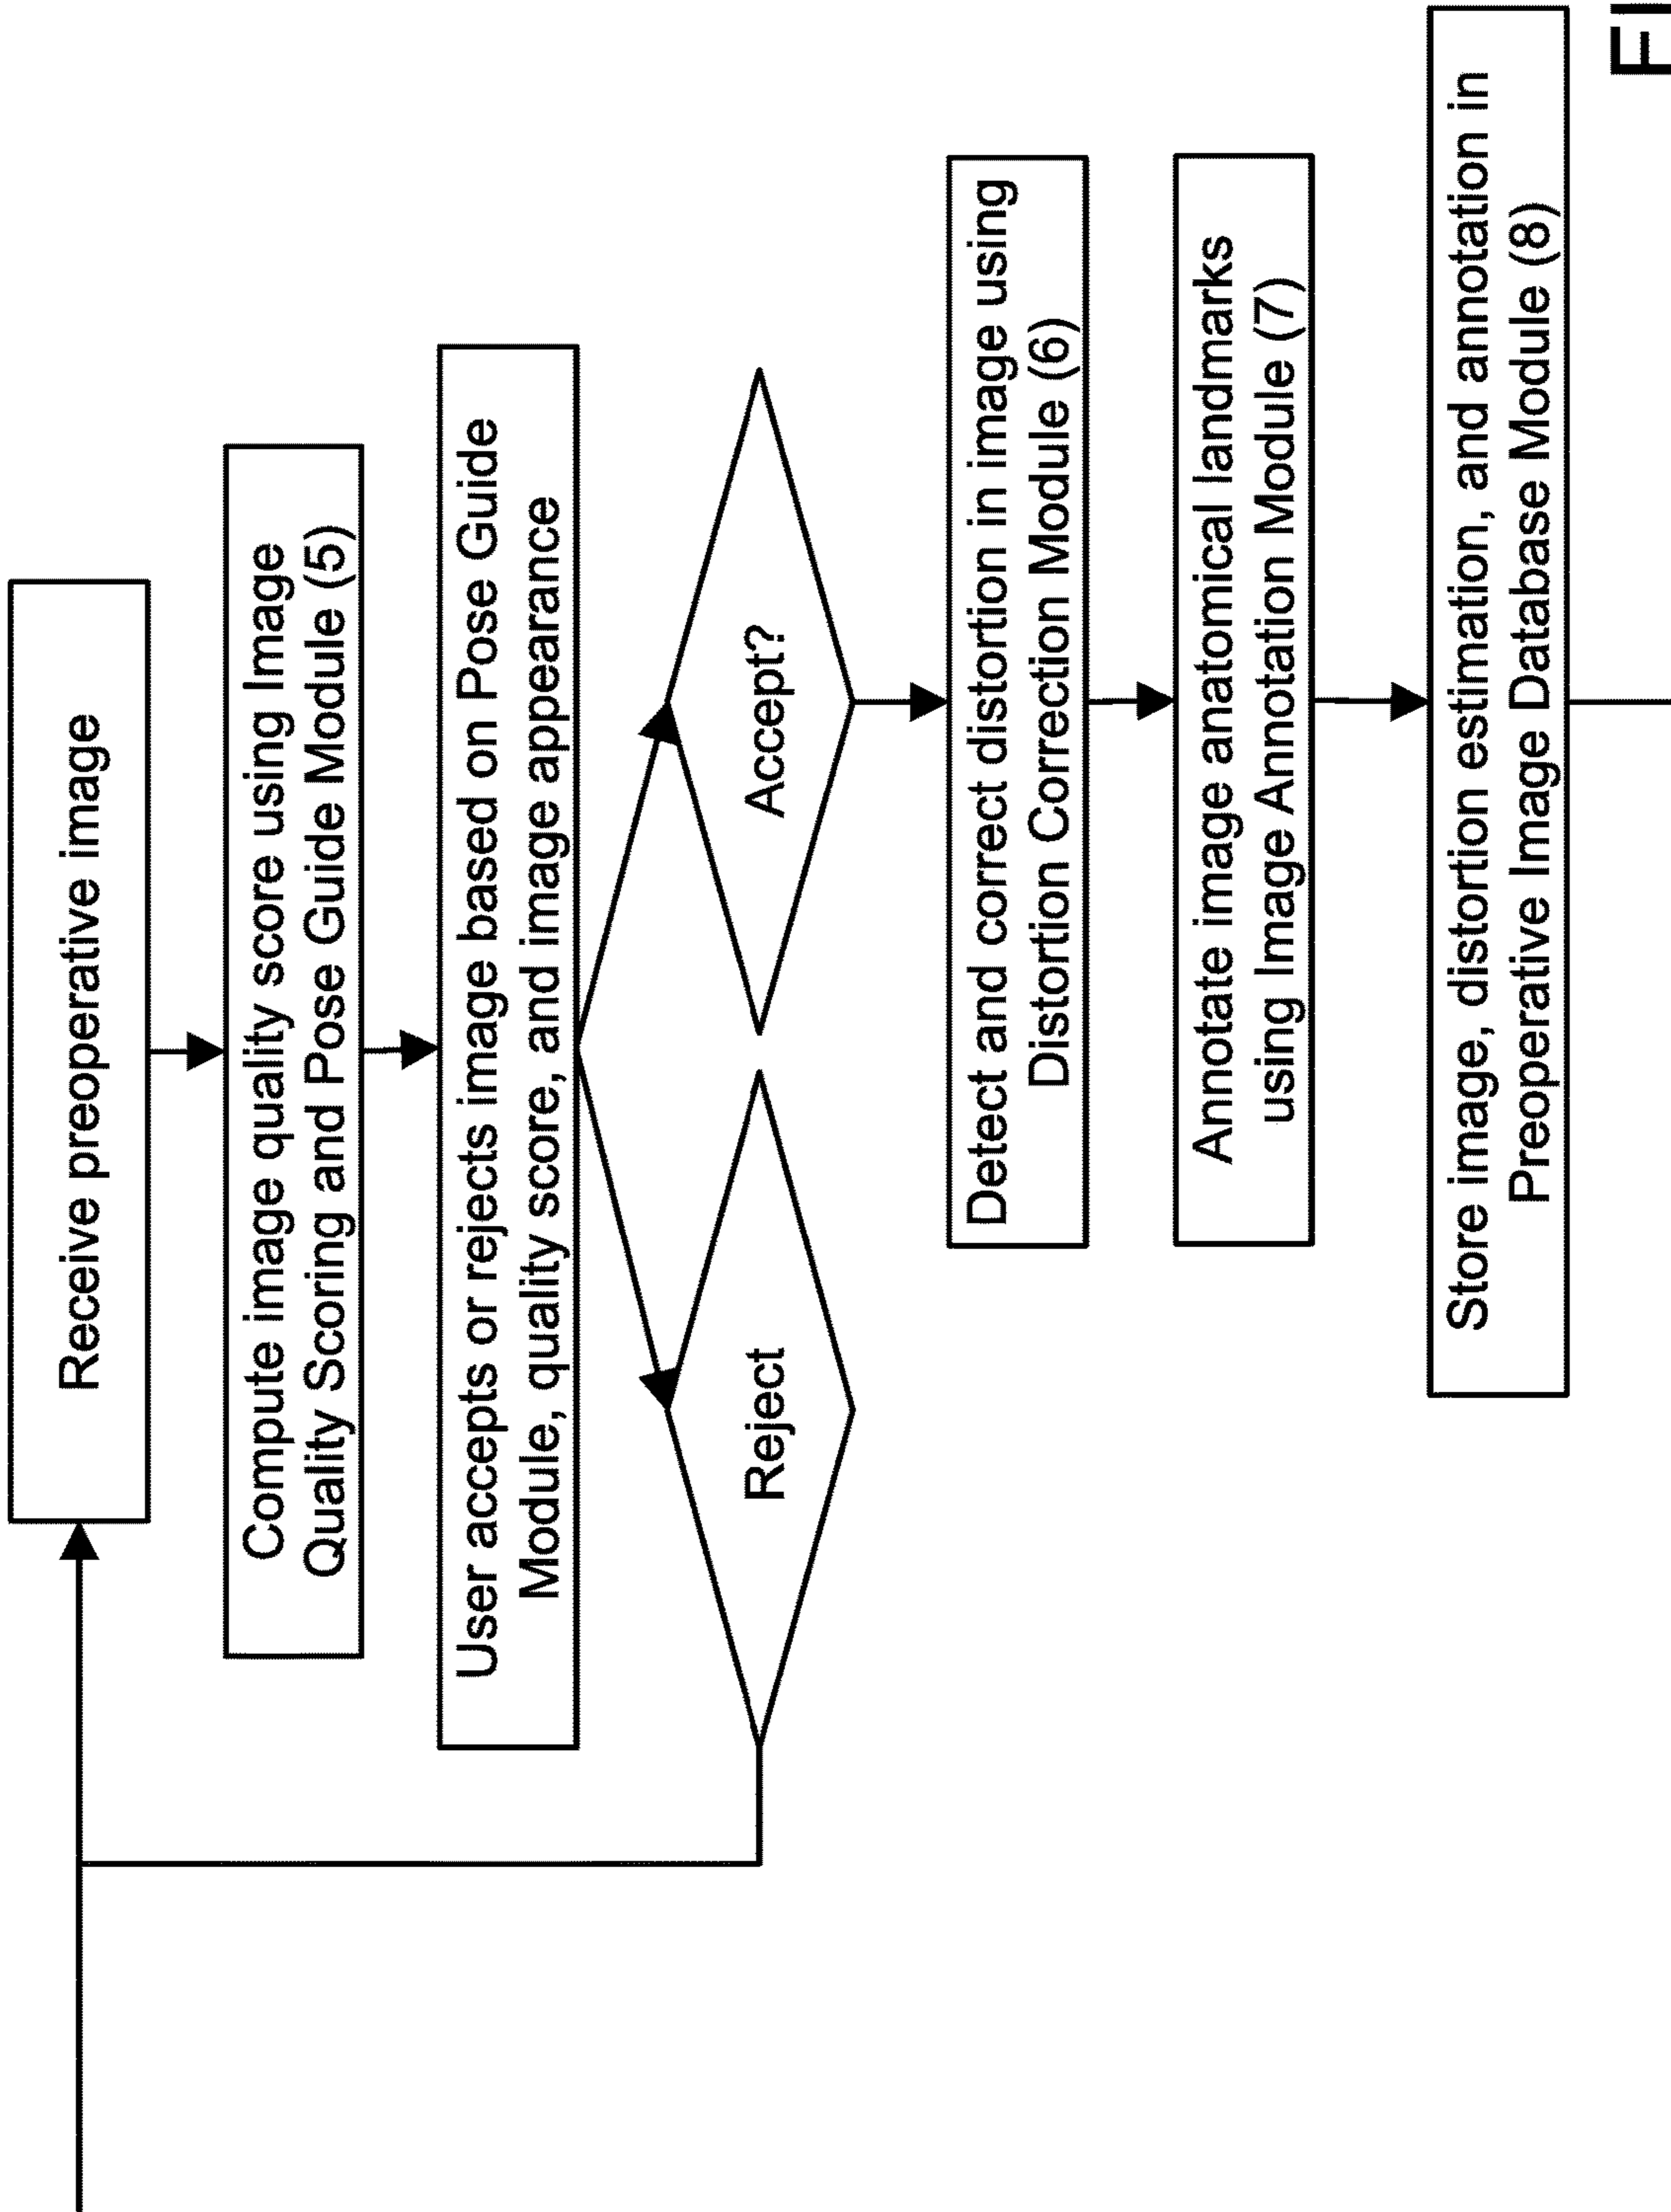 Receive preoperative image
Compute image quality score using Image
Quality Scoring and Pose Guide Module (5)
User accepts or rejects image based on Pose Guide
Module, quality score, and image appearance
Reject
Accept?
Detect and correct distortion in image using
Distortion Correction Module (6)
Annotate image anatomical landmarks
using Image Annotation Module (7)
Store image, distortion estimation, and annotation in
Preoperative Image Database Module (8)